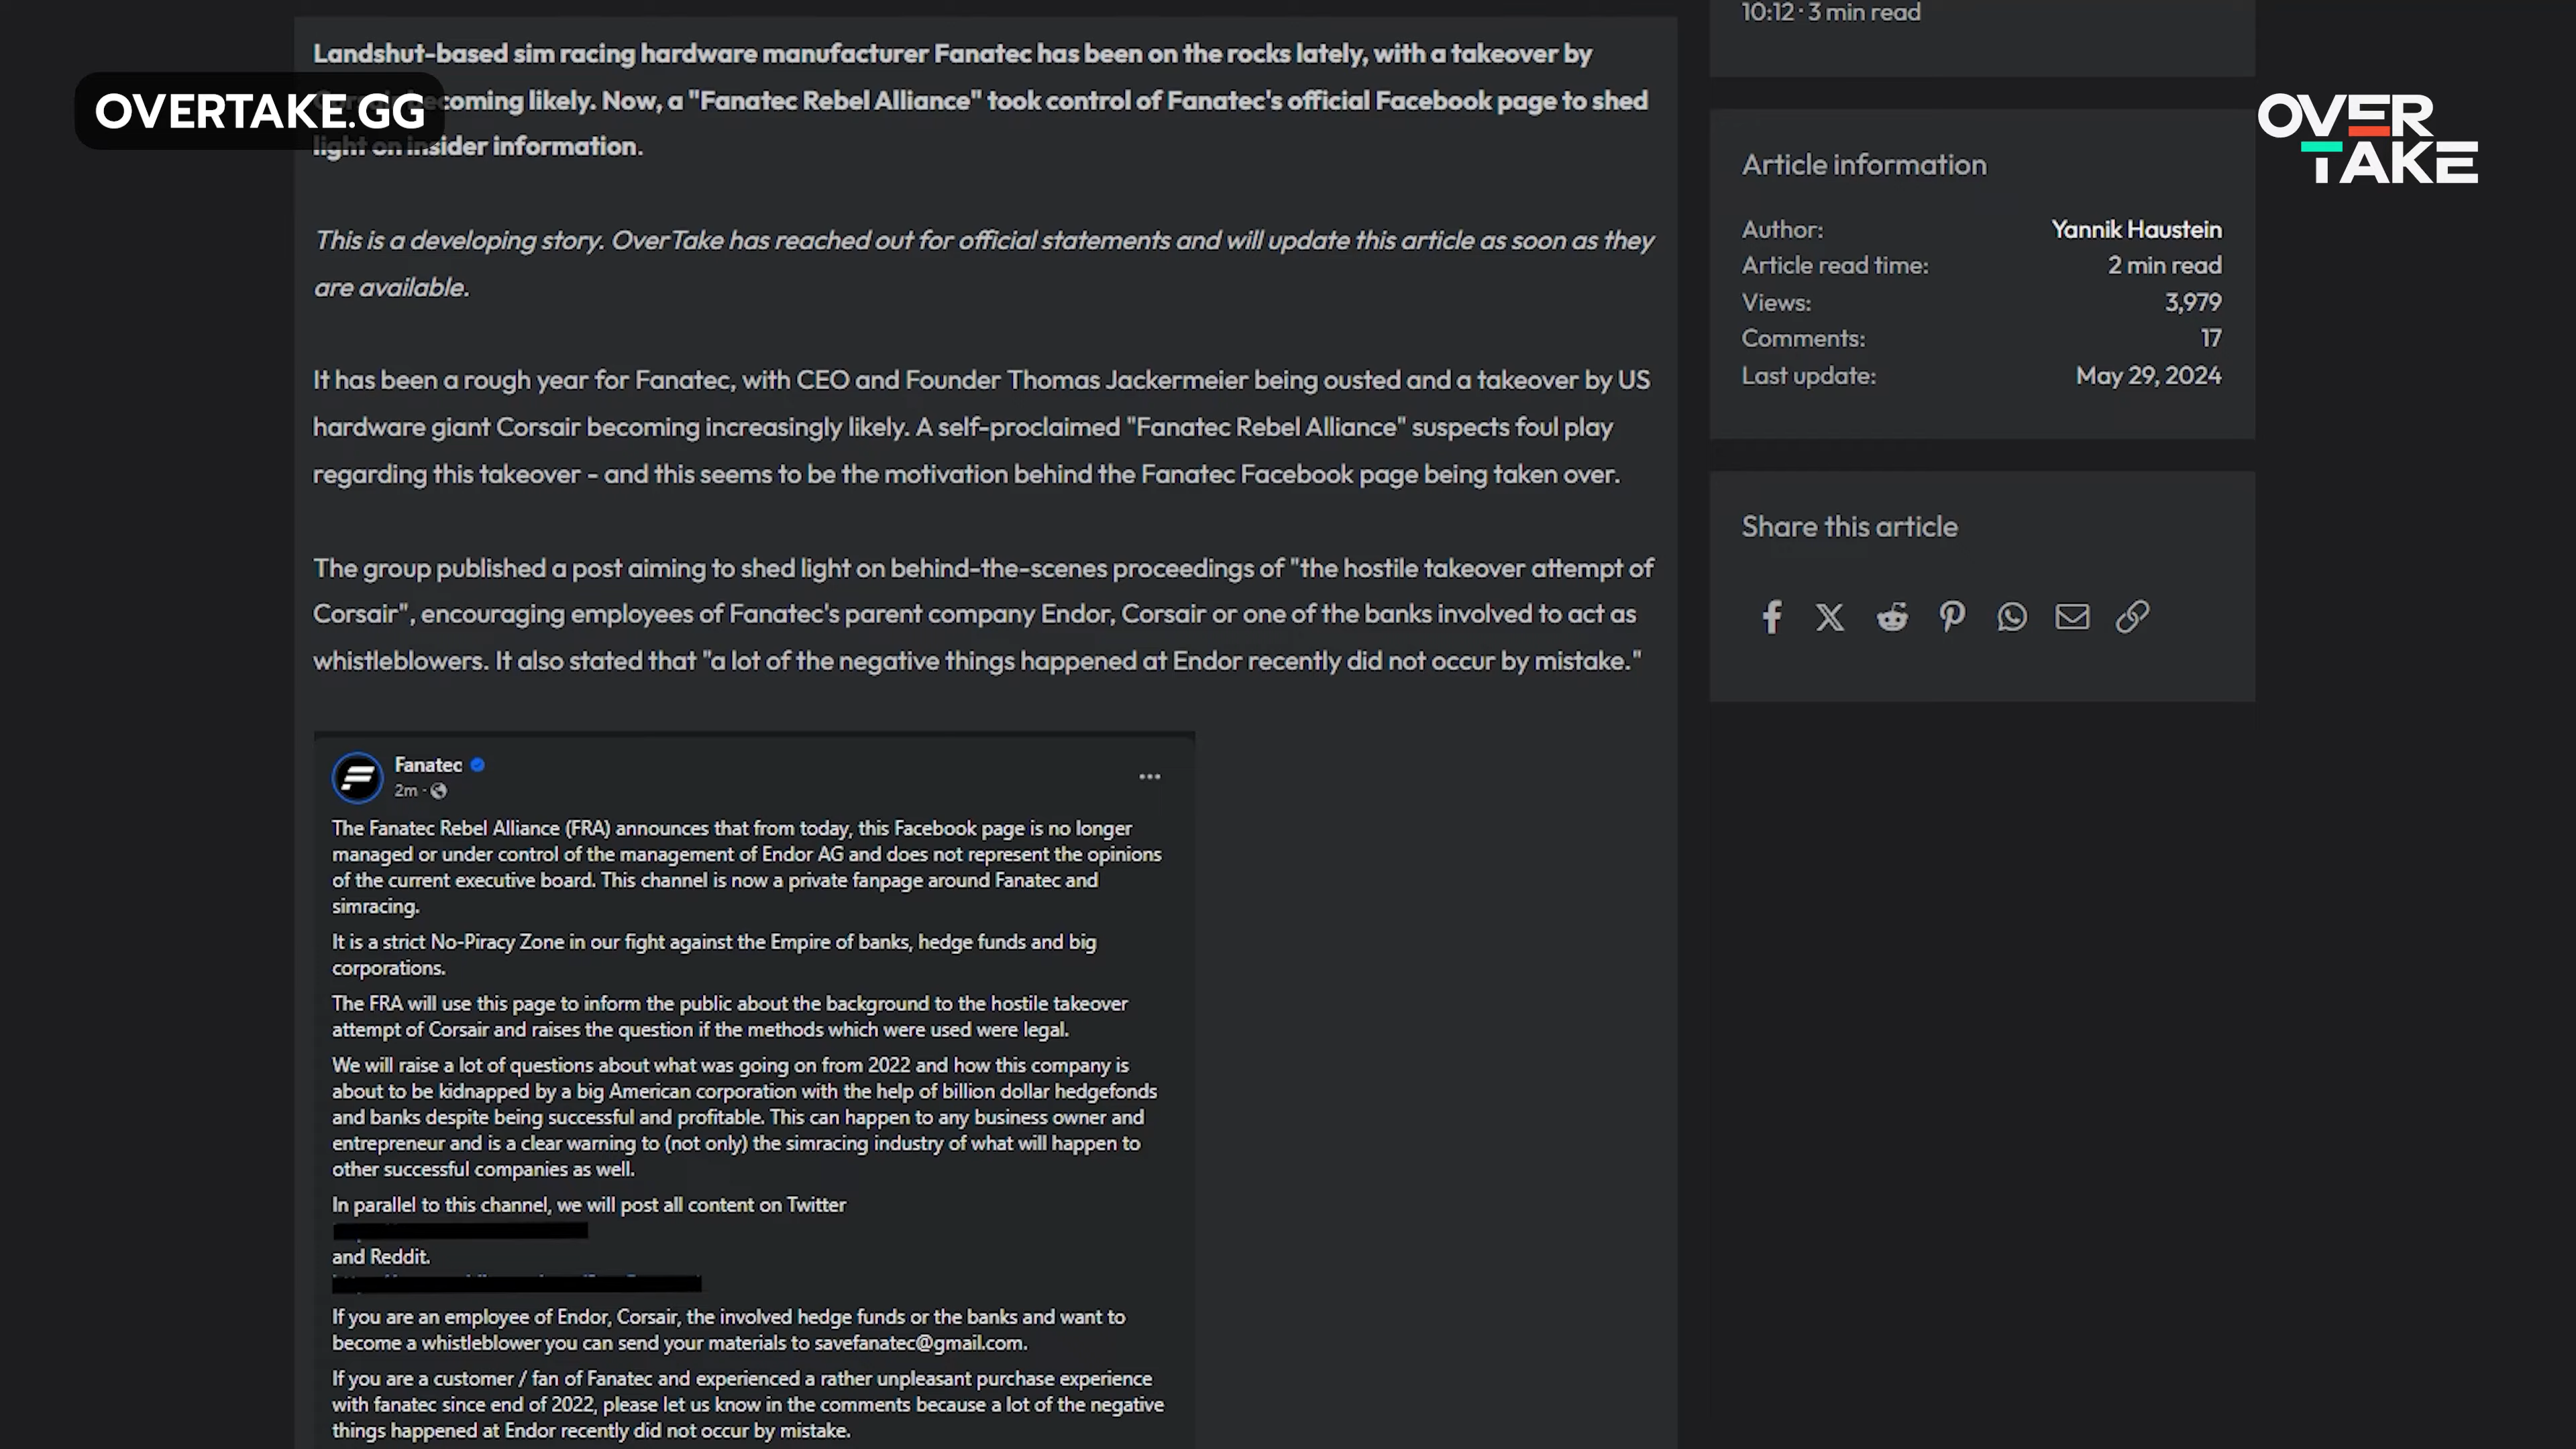 10:12 · 3 min read
Landshut-based sim racing hardware manufacturer Fanatec has been on the rocks lately, with a takeover by
coming likely. Now, a "Fanatec Rebel Alliance" took control of Fanatec's official Facebook page to shed
light on insider information.
OVERTAKE.GG
OVER
TAKE
This is a developing story. OverTake has reached out for official statements and will update this article as soon as they
are available.
It has been a rough year for Fanatec, with CEO and Founder Thomas Jackermeier being ousted and a takeover by US
hardware giant Corsair becoming increasingly likely. A self-proclaimed "Fanatec Rebel Alliance" suspects foul play
regarding this takeover - and this seems to be the motivation behind the Fanatec Facebook page being taken over.
The group published a post aiming to shed light on behind-the-scenes proceedings of "the hostile takeover attempt of
Corsair", encouraging employees of Fanatec's parent company Endor, Corsair or one of the banks involved to act as
whistleblowers. It also stated that "a lot of the negative things happened at Endor recently did not occur by mistake."
Fanatec
2m ·
The Fanatec Rebel Alliance (FRA) announces that from today, this Facebook page is no longer
managed or under control of the management of Endor AG and does not represent the opinions
of the current executive board. This channel is now a private fanpage around Fanatec and
simracing.
It is a strict No-Piracy Zone in our fight against the Empire of banks, hedge funds and big
corporations.
The FRA will use this page to inform the public about the background to the hostile takeover
attempt of Corsair and raises the question if the methods which were used were legal.
We will raise a lot of questions about what was going on from 2022 and how this company is
about to be kidnapped by a big American corporation with the help of billion dollar hedgefonds
and banks despite being successful and profitable. This can happen to any business owner and
entrepreneur and is a clear warning to (not only) the simracing industry of what will happen to
other successful companies as well.
In parallel to this channel, we will post all content on Twitter
and Reddit.
If you are an employee of Endor, Corsair, the involved hedge funds or the banks and want to
become a whistleblower you can send your materials to savefanatec@gmail.com.
If you are a customer / fan of Fanatec and experienced a rather unpleasant purchase experience
with fanatec since end of 2022, please let us know in the comments because a lot of the negative
things happened at Endor recently did not occur by mistake.
Article information
Author: Yannik Haustein
Article read time: 2 min read
Views: 3,979
Comments: 17
Last update: May 29, 2024
Share this article